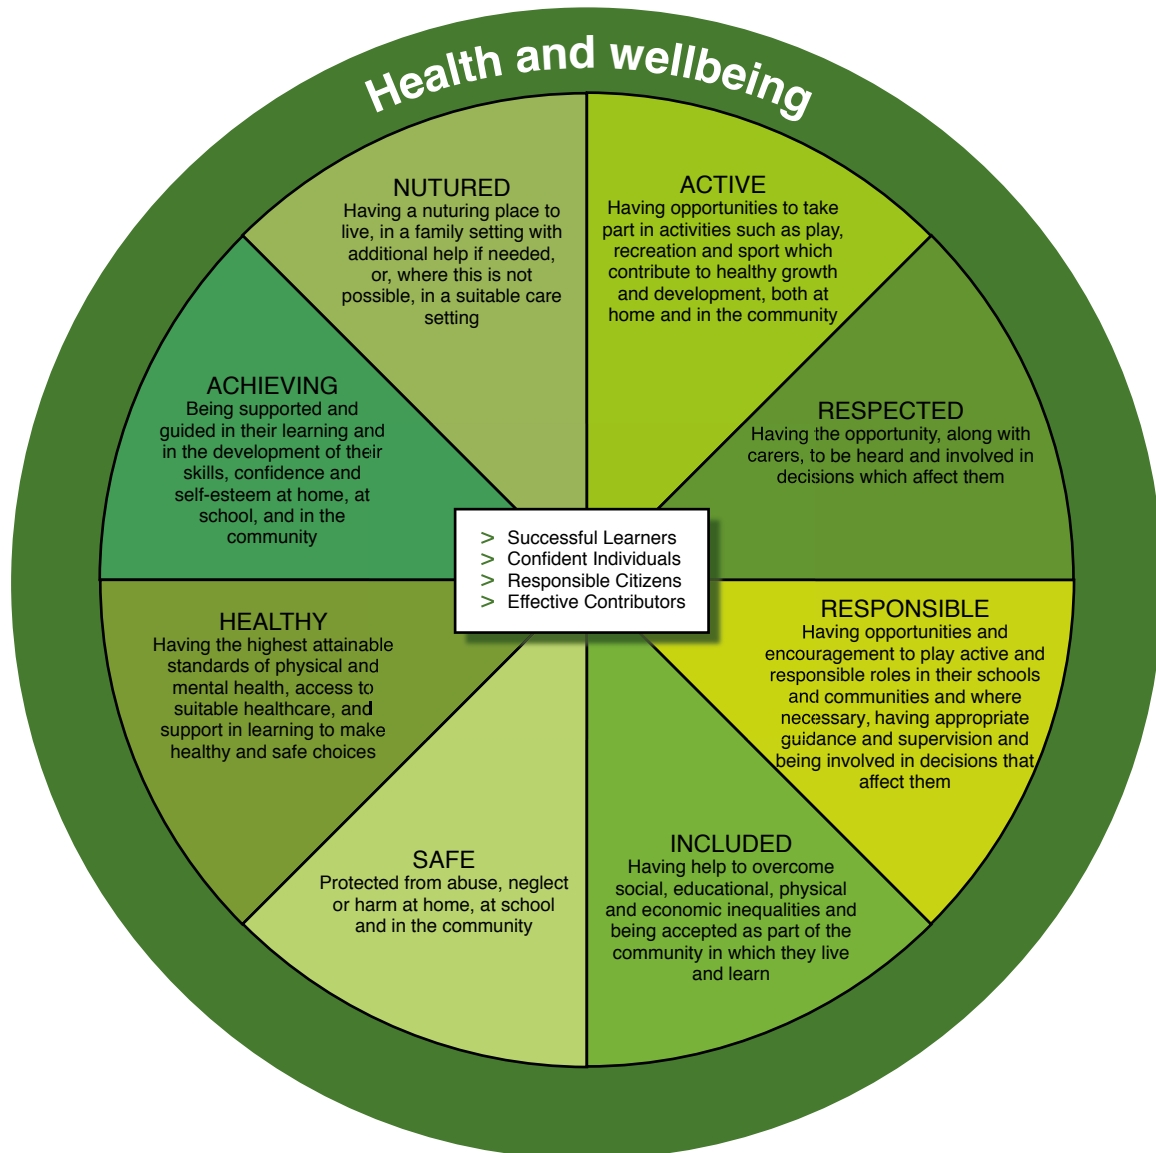 Health and wellbeing
NUTURED
Having a nuturing place to
live, in a family setting with
additional help if needed,
or, where this is not
possible, in a suitable care
setting
ACTIVE
Having opportunities to take
part in activities such as play,
recreation and sport which
contribute to healthy growth
and development, both at
home and in the community
ACHIEVING
Being supported and
guided in their learning and
in the development of their
skills, confidence and
self-esteem at home, at
school, and in the
community
RESPECTED
Having the opportunity, along with
carers, to be heard and involved in
decisions which affect them
> Successful Learners
> Confident Individuals
> Responsible Citizens
> Effective Contributors
HEALTHY
Having the highest attainable
standards of physical and
mental health, access to
suitable healthcare, and
support in learning to make
healthy and safe choices
RESPONSIBLE
Having opportunities and
encouragement to play active and
responsible roles in their schools
and communities and where
necessary, having appropriate
guidance and supervision and
being involved in decisions that
affect them
SAFE
Protected from abuse, neglect
or harm at home, at school
and in the community
INCLUDED
Having help to overcome
social, educational, physical
and economic inequalities and
being accepted as part of the
community in which they live
and learn